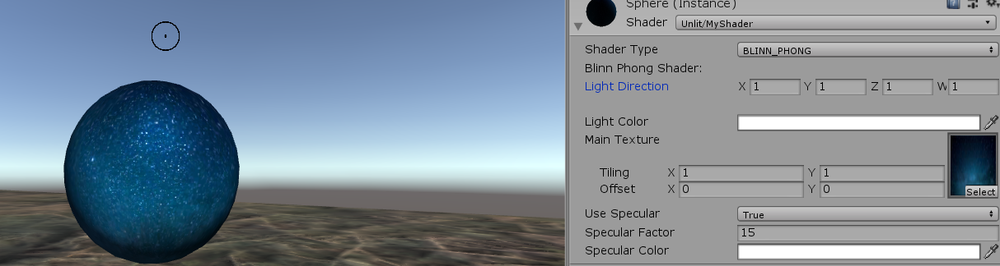 Sphere (Instance)
Shader Unlit/MyShader
Shader Type BLINN_PHONG
Blinn Phong Shader:
Light Direction X 1 Y 1 Z 1 W 1
Light Color
Main Texture
Tiling X 1 Y 1
Offset X 0 Y 0
Select
Use Specular True
Specular Factor 15
Specular Color